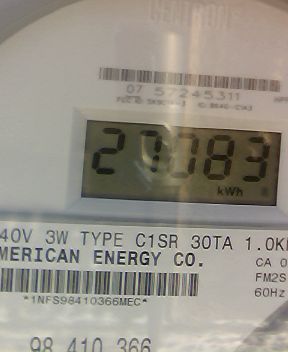 CENTRON
07 57245311
27083
kWh
40V 3W TYPE C1SR 30TA 1.0K
MERICAN ENERGY CO.
CA 0
FM2S
60Hz
*1NFS98410366MEC*
98 410 366